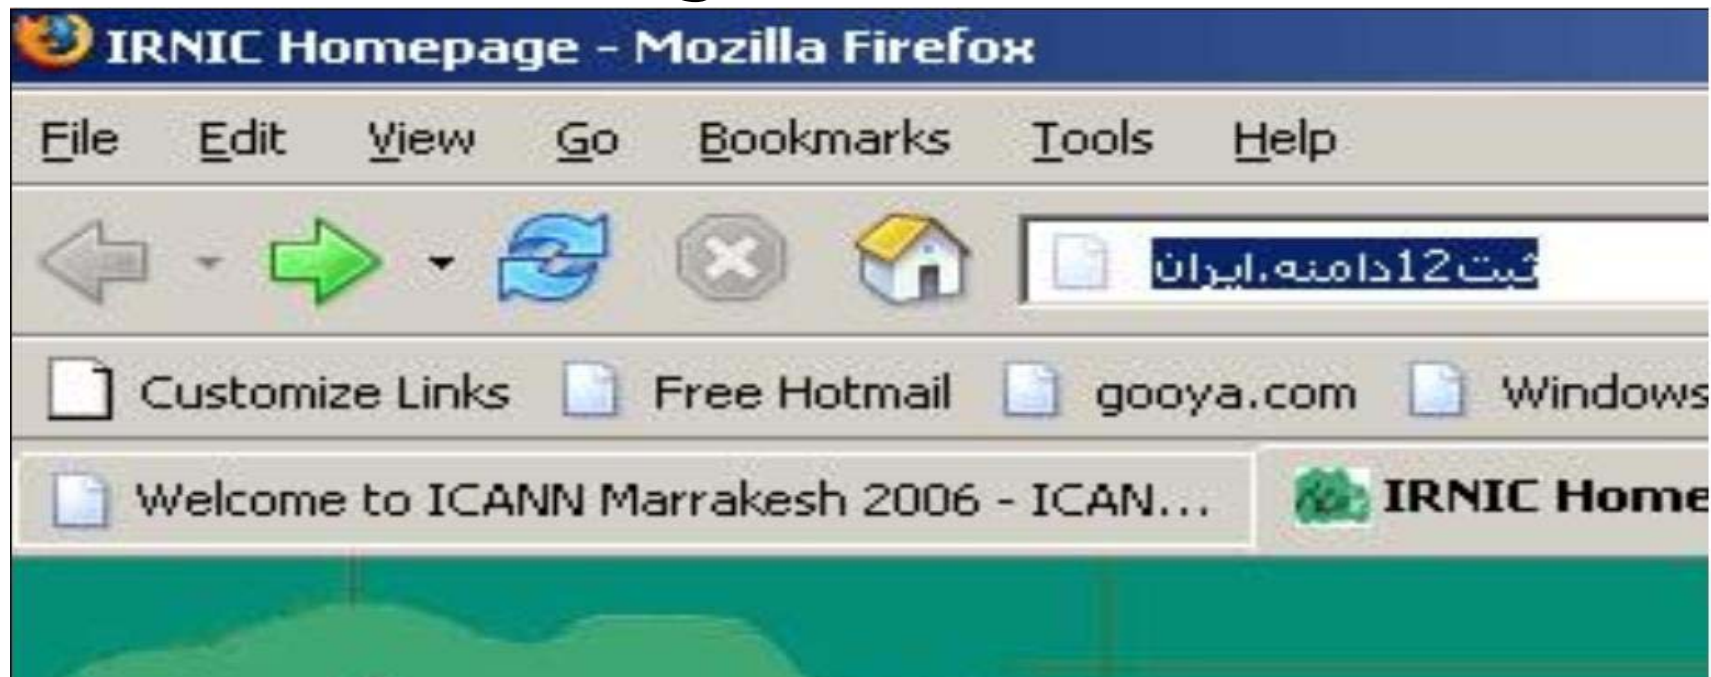 IRNIC Homepage - Mozilla Firefox
File Edit View Go Bookmarks Tools Help
ثبت12دامنه.ایران
Customize Links Free Hotmail gooya.com Windows
Welcome to ICANN Marrakesh 2006 - ICAN... IRNIC Home